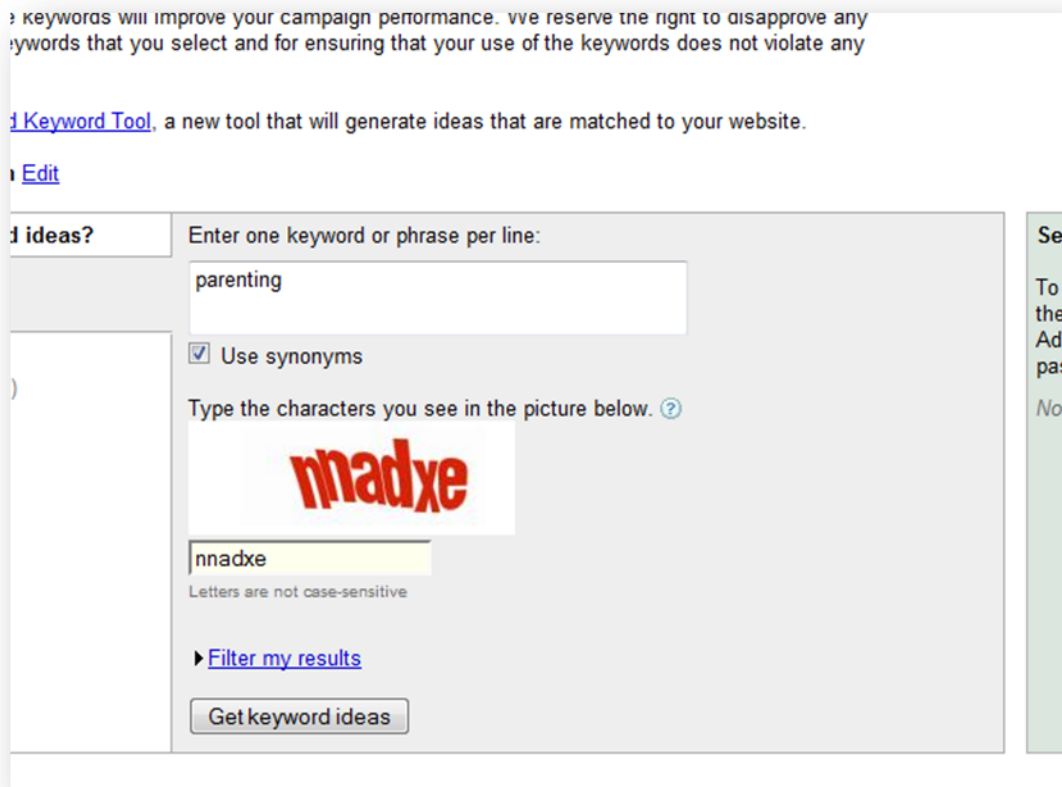 keywords will improve your campaign performance. We reserve the right to disapprove any
eywords that you select and for ensuring that your use of the keywords does not violate any
d Keyword Tool, a new tool that will generate ideas that are matched to your website.
Edit
d ideas?
Enter one keyword or phrase per line:
Se
parenting
To
the
Ad
pas
Use synonyms
)
Type the characters you see in the picture below. ?
No
nnadxe
nnadxe
Letters are not case-sensitive
Filter my results
Get keyword ideas